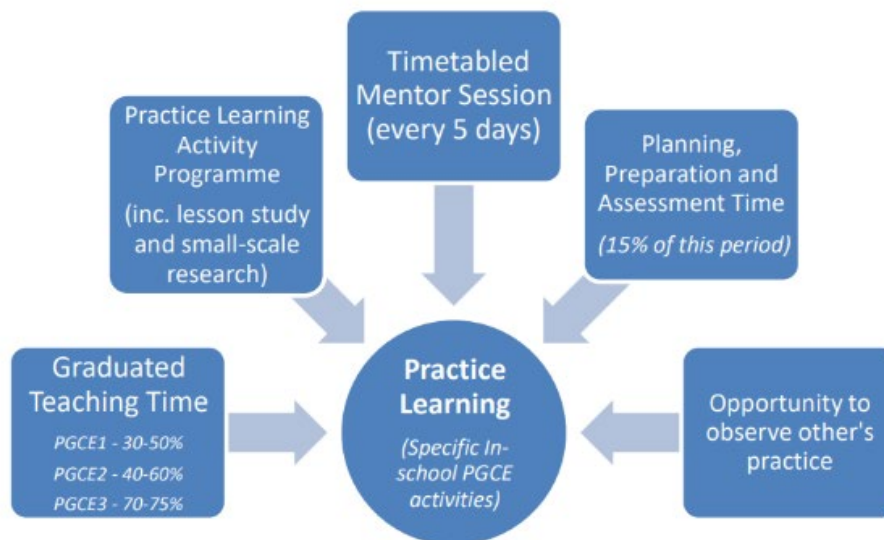 Timetabled
Mentor Session
(every 5 days)
Practice Learning
Activity
Programme
(inc. lesson study
and small-scale
research)
Planning,
Preparation and
Assessment Time
(15% of this period)
Graduated
Teaching Time
PGCE1 - 30-50%
PGCE2 - 40-60%
PGCE3 - 70-75%
Practice
Learning
(Specific In-
school PGCE
activities)
Opportunity to
observe other's
practice